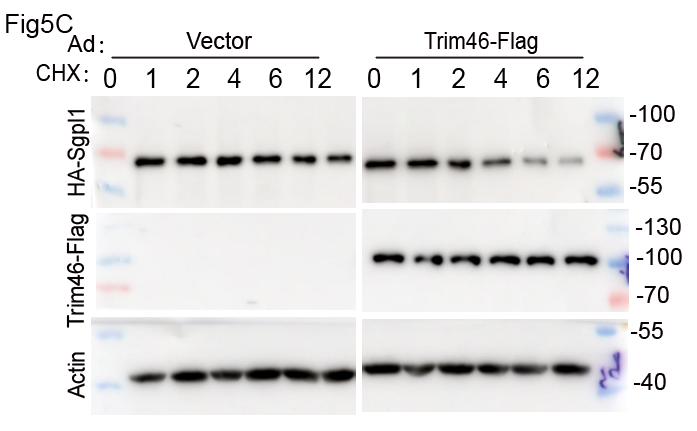 Fig5C
Ad: Vector Trim46-Flag
CHX: 0 1 2 4 6 12 0 1 2 4 6 12
HA-Sgpl1
-100
-70
-55
Trim46-Flag
-130
-100
-70
Actin
-55
-40